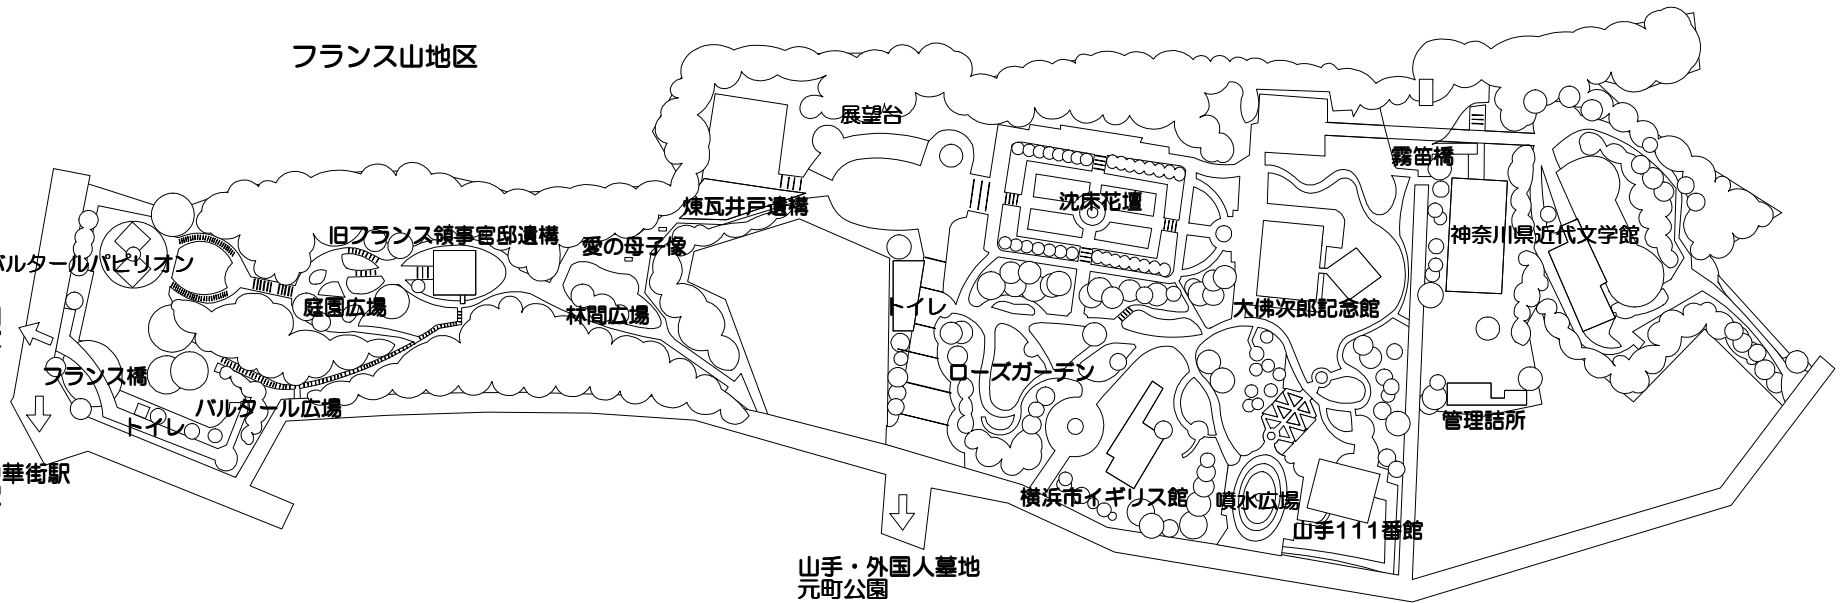 フランス山地区
展望台
霧笛橋
煉瓦井戸遺構
沈床花壇
旧フランス領事官邸遺構
愛の母子像
神奈川県近代文学館
バルタールパビリオン
庭園広場
林間広場
トイレ
大佛次郎記念館
フランス橋
ローズガーデン
バルタール広場
トイレ
管理詰所
華街駅
横浜市イギリス館
噴水広場
山手111番館
山手・外国人墓地
元町公園